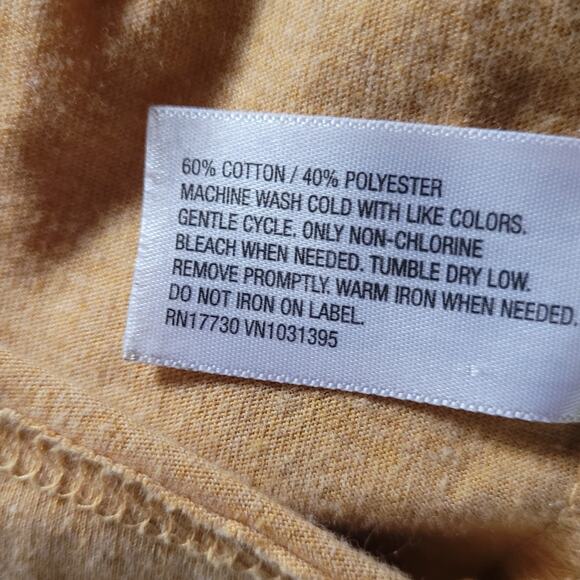 60% COTTON / 40% POLYESTER
MACHINE WASH COLD WITH LIKE COLORS.
GENTLE CYCLE. ONLY NON-CHLORINE
BLEACH WHEN NEEDED. TUMBLE DRY LOW.
REMOVE PROMPTLY. WARM IRON WHEN NEEDED.
DO NOT IRON ON LABEL.
RN17730 VN1031395